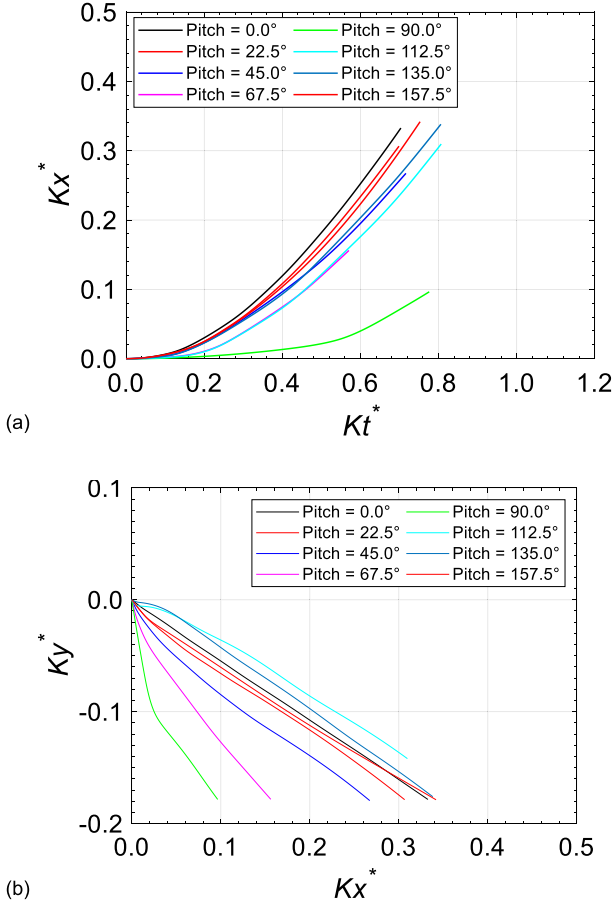 0.5
0.4
0.3
0.2
0.1
0.0
Kx*
Pitch = 0.0° Pitch = 90.0°
Pitch = 22.5° Pitch = 112.5°
Pitch = 45.0° Pitch = 135.0°
Pitch = 67.5° Pitch = 157.5°
0.0 0.2 0.4 0.6 0.8 1.0 1.2
(a)
Kt*
0.1
0.0
-0.1
-0.2
Ky*
Pitch = 0.0° Pitch = 90.0°
Pitch = 22.5° Pitch = 112.5°
Pitch = 45.0° Pitch = 135.0°
Pitch = 67.5° Pitch = 157.5°
0.0 0.1 0.2 0.3 0.4 0.5
(b)
Kx*